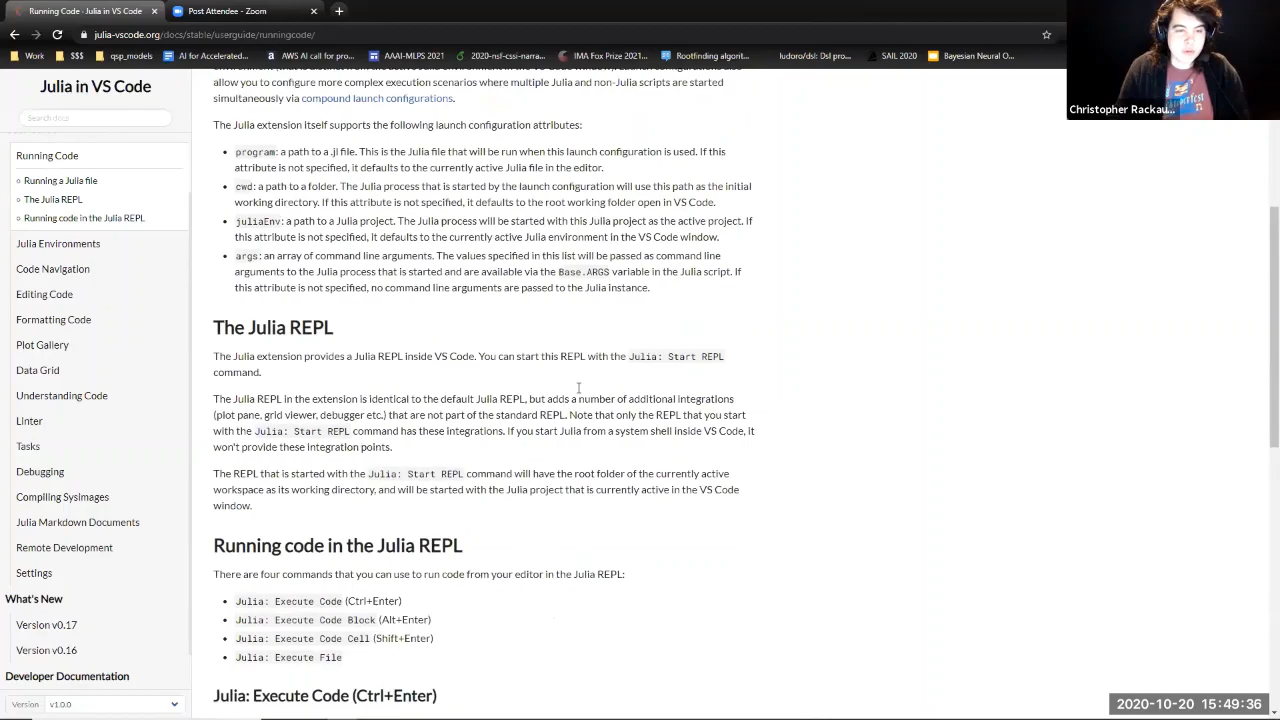 Running Code · Julia in VS Code
Post Attendee - Zoom
julia-vscode.org/docs/stable/userguide/runningcode/
Work
$$$
qsp_models
AI for Accelerated...
AWS AI call for pro...
AAAI-MLPS 2021
2020-nsf-cssi-narra...
IMA Fox Prize 2021...
Rootfinding algorit...
ludoro/dsl: Dsl pro...
SAIL 2020
Bayesian Neural O...
Christopher Rackau...
Julia in VS Code
Search docs
Running Code
Running a Julia file
The Julia REPL
Running code in the Julia REPL
Julia Environments
Code Navigation
Editing Code
Formatting Code
Plot Gallery
Data Grid
Understanding Code
Linter
Tasks
Debugging
Compiling Sysimages
Julia Markdown Documents
Remote Development
Settings
What's New
Version v0.17
Version v0.16
Developer Documentation
Version v1.0.0
allow you to configure more complex execution scenarios where multiple Julia and non-Julia scripts are started
simultaneously via compound launch configurations.
The Julia extension itself supports the following launch configuration attributes:
• program: a path to a .jl file. This is the Julia file that will be run when this launch configuration is used. If this
attribute is not specified, it defaults to the currently active Julia file in the editor.
• cwd: a path to a folder. The Julia process that is started by the launch configuration will use this path as the initial
working directory. If this attribute is not specified, it defaults to the root working folder open in VS Code.
• juliaEnv: a path to a Julia project. The Julia process will be started with this Julia project as the active project. If
this attribute is not specified, it defaults to the currently active Julia environment in the VS Code window.
• args: an array of command line arguments. The values specified in this list will be passed as command line
arguments to the Julia process that is started and are available via the Base.ARGS variable in the Julia script. If
this attribute is not specified, no command line arguments are passed to the Julia instance.
The Julia REPL
The Julia extension provides a Julia REPL inside VS Code. You can start this REPL with the Julia: Start REPL
command.
The Julia REPL in the extension is identical to the default Julia REPL, but adds a number of additional integrations
(plot pane, grid viewer, debugger etc.) that are not part of the standard REPL. Note that only the REPL that you start
with the Julia: Start REPL command has these integrations. If you start Julia from a system shell inside VS Code, it
won't provide these integration points.
The REPL that is started with the Julia: Start REPL command will have the root folder of the currently active
workspace as its working directory, and will be started with the Julia project that is currently active in the VS Code
window.
Running code in the Julia REPL
There are four commands that you can use to run code from your editor in the Julia REPL:
• Julia: Execute Code (Ctrl+Enter)
• Julia: Execute Code Block (Alt+Enter)
• Julia: Execute Code Cell (Shift+Enter)
• Julia: Execute File
Julia: Execute Code (Ctrl+Enter)
2020-10-20 15:49:36